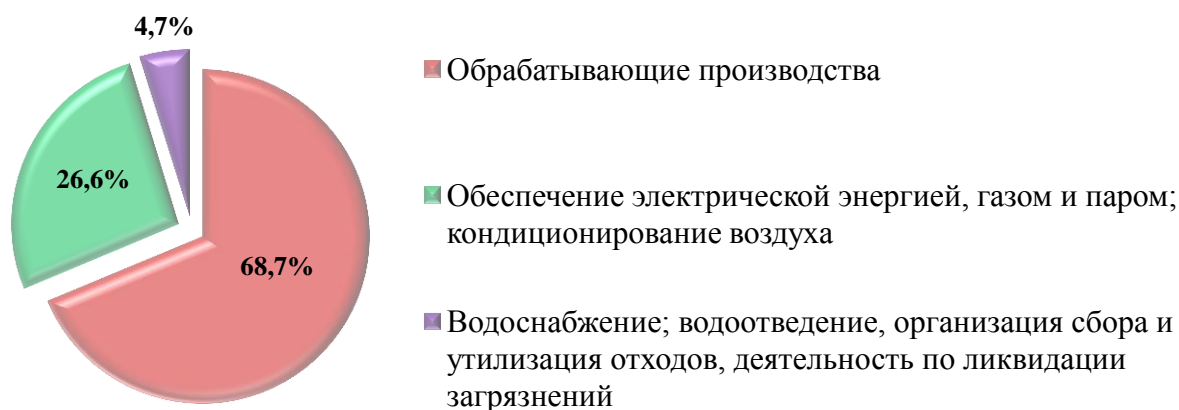 4,7%
26,6%
68,7%
Обрабатывающие производства
Обеспечение электрической энергией, газом и паром;
кондиционирование воздуха
Водоснабжение; водоотведение, организация сбора и
утилизация отходов, деятельность по ликвидации
загрязнений